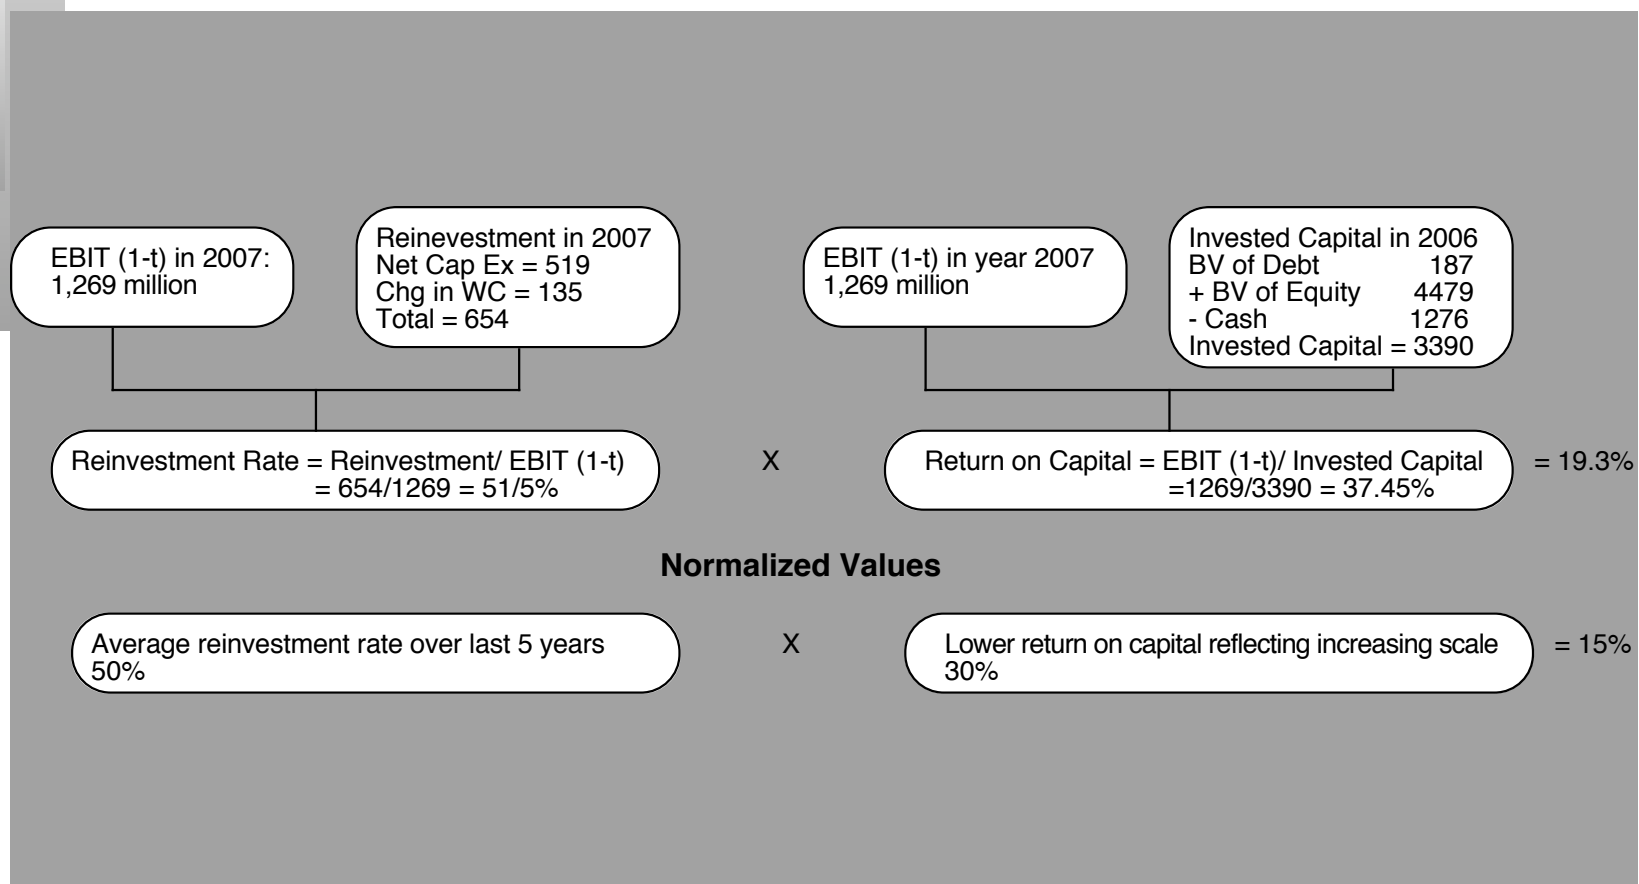 EBIT (1-t) in 2007:
1,269 million
Reinevestment in 2007
Net Cap Ex = 519
Chg in WC = 135
Total = 654
EBIT (1-t) in year 2007
1,269 million
Invested Capital in 2006
BV of Debt 187
+ BV of Equity 4479
- Cash 1276
Invested Capital = 3390
Reinvestment Rate = Reinvestment/ EBIT (1-t)
= 654/1269 = 51/5%
X
Return on Capital = EBIT (1-t)/ Invested Capital
=1269/3390 = 37.45%
= 19.3%
Normalized Values
Average reinvestment rate over last 5 years
50%
X
Lower return on capital reflecting increasing scale
30%
= 15%